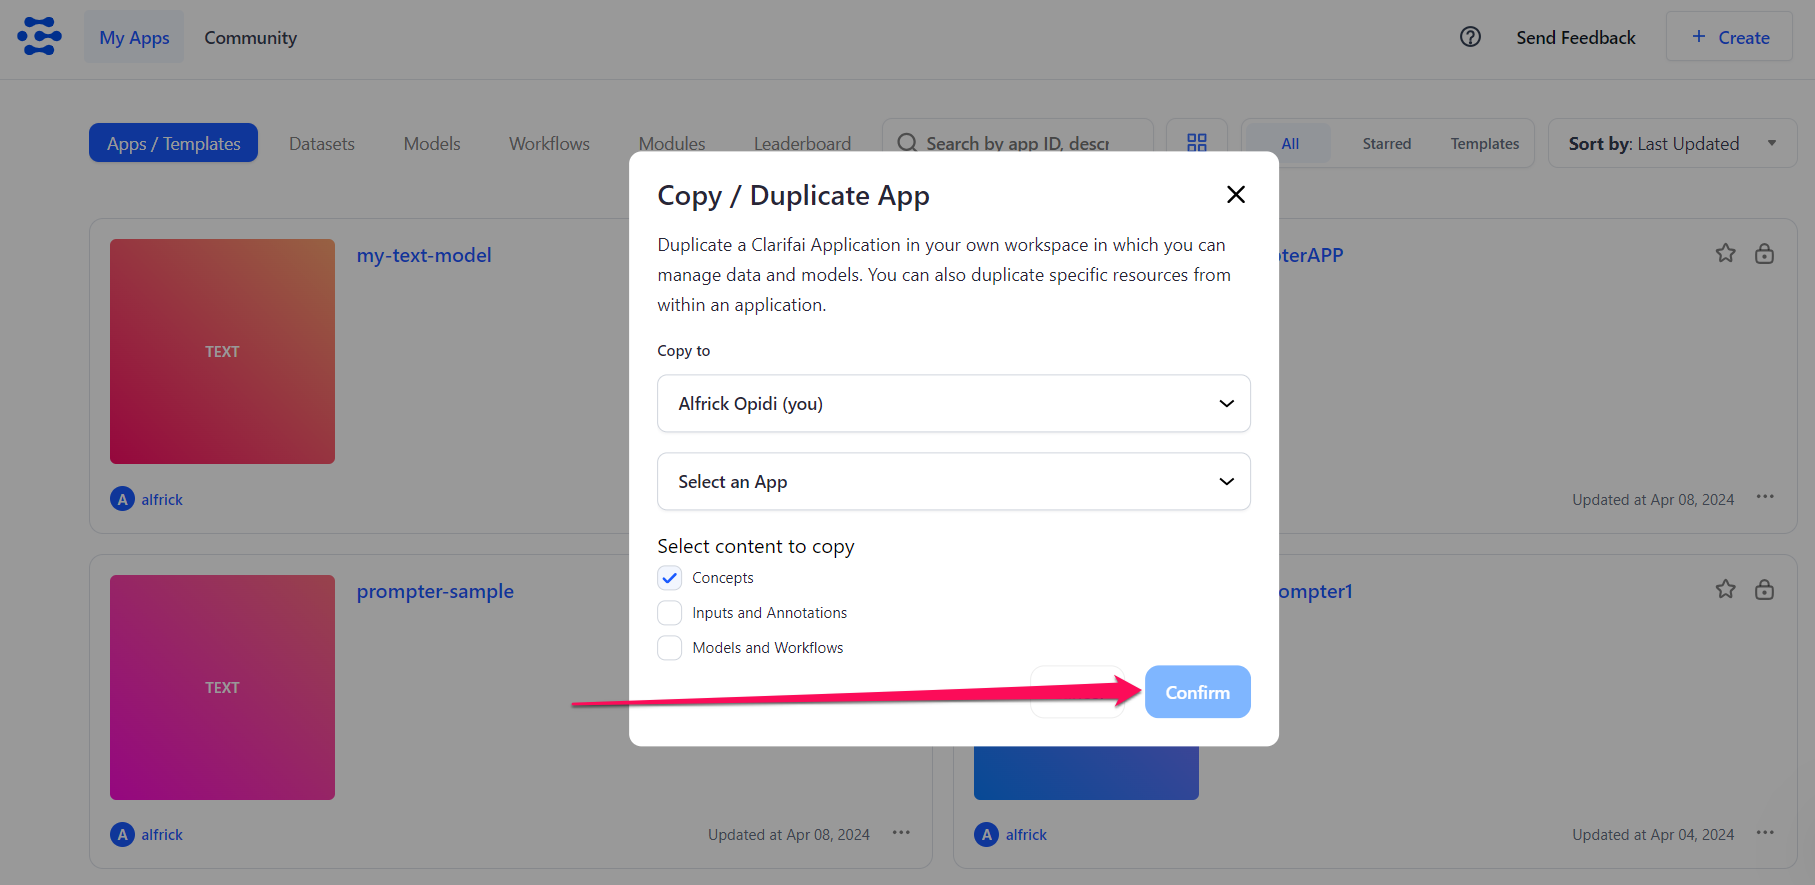 My Apps
Community
Send Feedback
+ Create
Apps / Templates
Datasets
Models
Workflows
Modules
Leaderboard
Search by app ID, descr
All
Starred
Templates
Sort by: Last Updated
Copy / Duplicate App
Duplicate a Clarifai Application in your own workspace in which you can
manage data and models. You can also duplicate specific resources from
within an application.
Copy to
Alfrick Opidi (you)
Select an App
Select content to copy
Concepts
Inputs and Annotations
Models and Workflows
Confirm
my-text-model
TEXT
A alfrick
terAPP
Updated at Apr 08, 2024
prompter-sample
TEXT
A alfrick
Updated at Apr 08, 2024
ompter1
A alfrick
Updated at Apr 04, 2024